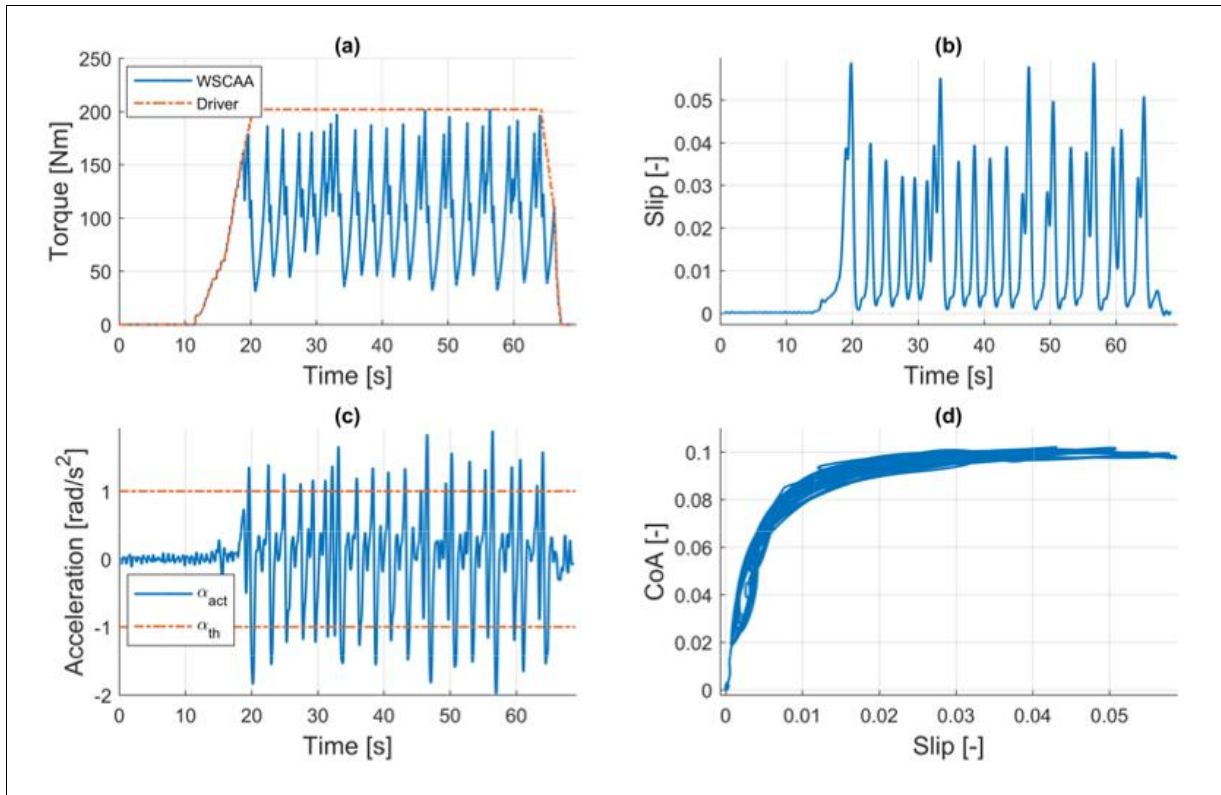 (a)
250
200
150
100
50
0
Torque [Nm]
WSCAA
Driver
0 10 20 30 40 50 60
Time [s]
(b)
0.05
0.04
0.03
0.02
0.01
0
Slip [-]
0 10 20 30 40 50 60
Time [s]
(c)
1
0
-1
-2
Acceleration [rad/s²]
α_act
α_th
0 10 20 30 40 50 60
Time [s]
(d)
0.1
0.08
0.06
0.04
0.02
0
CoA [-]
0 0.01 0.02 0.03 0.04 0.05
Slip [-]